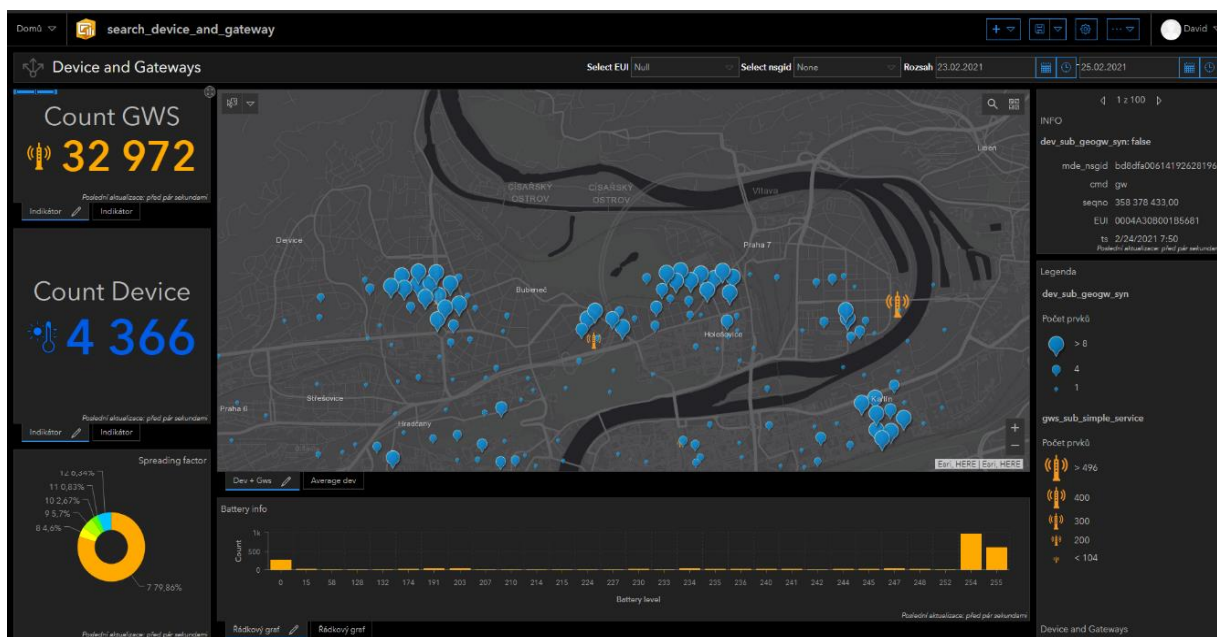 Domů
search_device_and_gateway
David
Device and Gateways
Select EUI Null
Select nsgid None
Rozsah 23.02.2021 - 25.02.2021
Count GWS
32 972
Poslední aktualizace: před pár sekundami
Indikátor Indikátor
Count Device
4 366
Poslední aktualizace: před pár sekundami
Indikátor Indikátor
Spreading factor
12 0,34%
11 0,83%
10 2,67%
9 5,7%
8 4,6%
7 79,86%
Poslední aktualizace: před pár sekundami
CÍSAŘSKÝ OSTROV
CÍSAŘSKÝ OSTROV
Vltava
Libeň
Dejvice
Praha 7
Bubeneč
Holešovice
Střešovice
Praha 6
Hradčany
Karlín
+
−
Esri, HERE | Esri, HERE
Dev + Gws Average dev
Battery info
Count
1k
500
0
0 15 58 128 132 174 191 203 207 210 214 215 224 227 230 233 234 235 236 240 241 242 244 245 247 248 252 254 255
Battery level
Poslední aktualizace: před pár sekundami
Řádkový graf Řádkový graf
1 z 100
INFO
dev_sub_geogw_syn: false
mde_nsgid bd8dfa00614192628196
cmd gw
seqno 358 378 433,00
EUI 0004A30B001B5681
ts 2/24/2021 7:50
Poslední aktualizace: před pár sekundami
Legenda
dev_sub_geogw_syn
Počet prvků
> 8
4
1
gws_sub_simple_service
Počet prvků
> 496
400
300
200
< 104
Device and Gateways